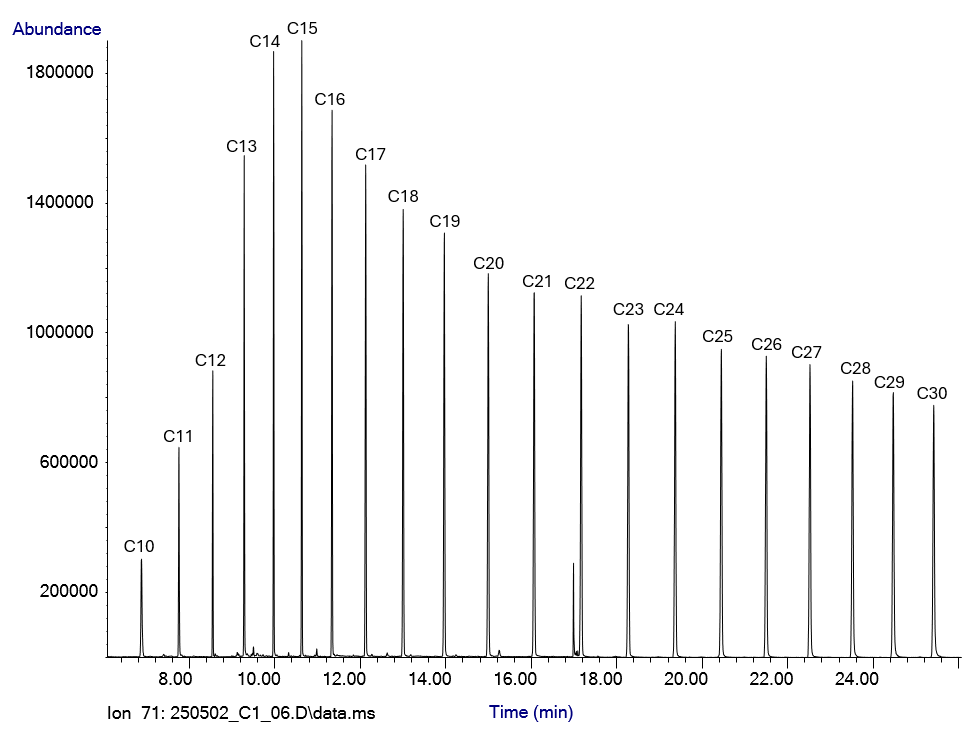 Abundance
1800000
1400000
1000000
600000
200000
C10
C11
C12
C13
C14
C15
C16
C17
C18
C19
C20
C21
C22
C23
C24
C25
C26
C27
C28
C29
C30
8.00 10.00 12.00 14.00 16.00 18.00 20.00 22.00 24.00
Ion 71: 250502_C1_06.D\data.ms
Time (min)